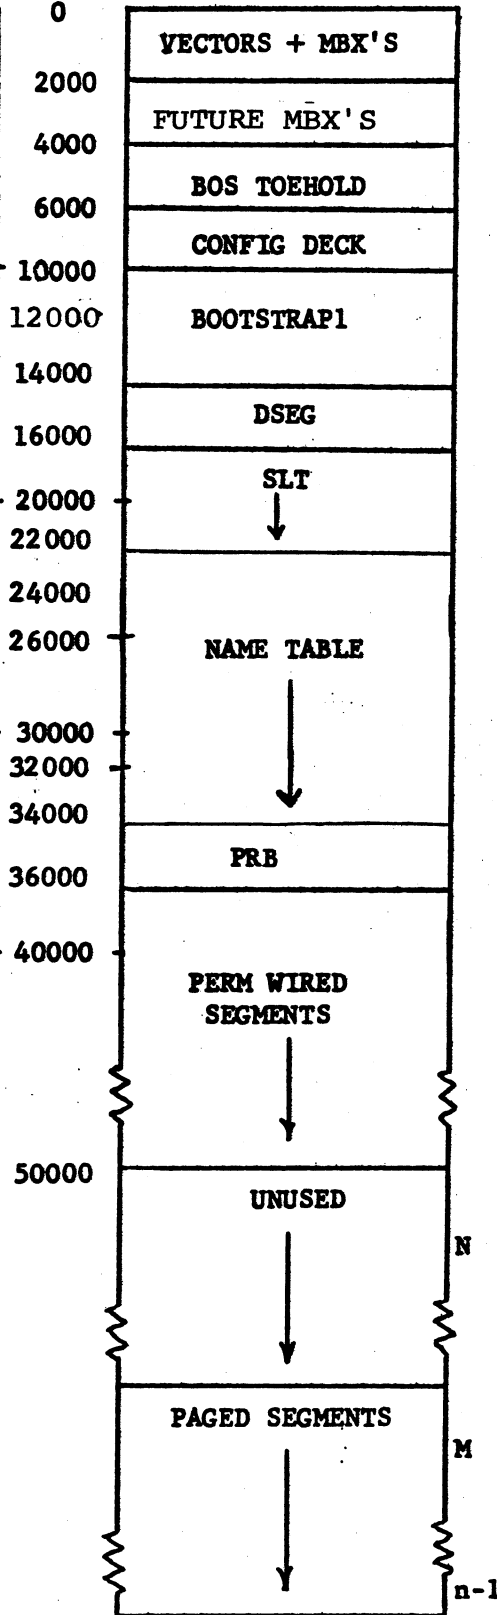 0
VECTORS + MBX'S
2000
FUTURE MBX'S
4000
BOS TOEHOLD
6000
CONFIG DECK
10000
12000
BOOTSTRAP1
14000
DSEG
16000
SLT
20000
22000
24000
26000
NAME TABLE
30000
32000
34000
PRB
36000
40000
PERM WIRED
SEGMENTS
50000
UNUSED
N
PAGED SEGMENTS
M
n-1